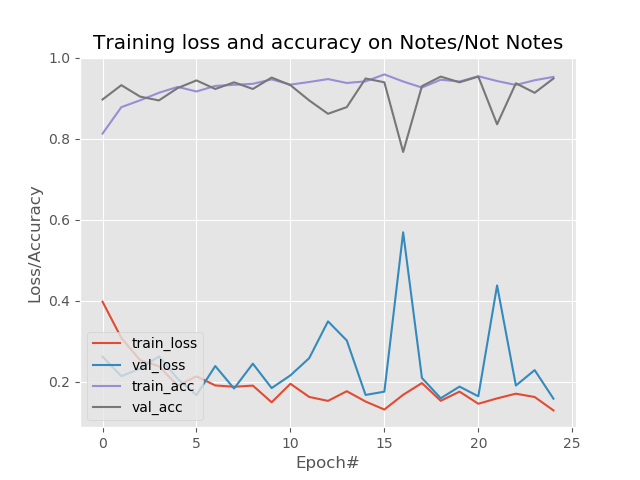 Training loss and accuracy on Notes/Not Notes
1.0
0.8
0.6
0.4
0.2
Loss/Accuracy
train_loss
val_loss
train_acc
val_acc
0
5
10
15
20
25
Epoch#